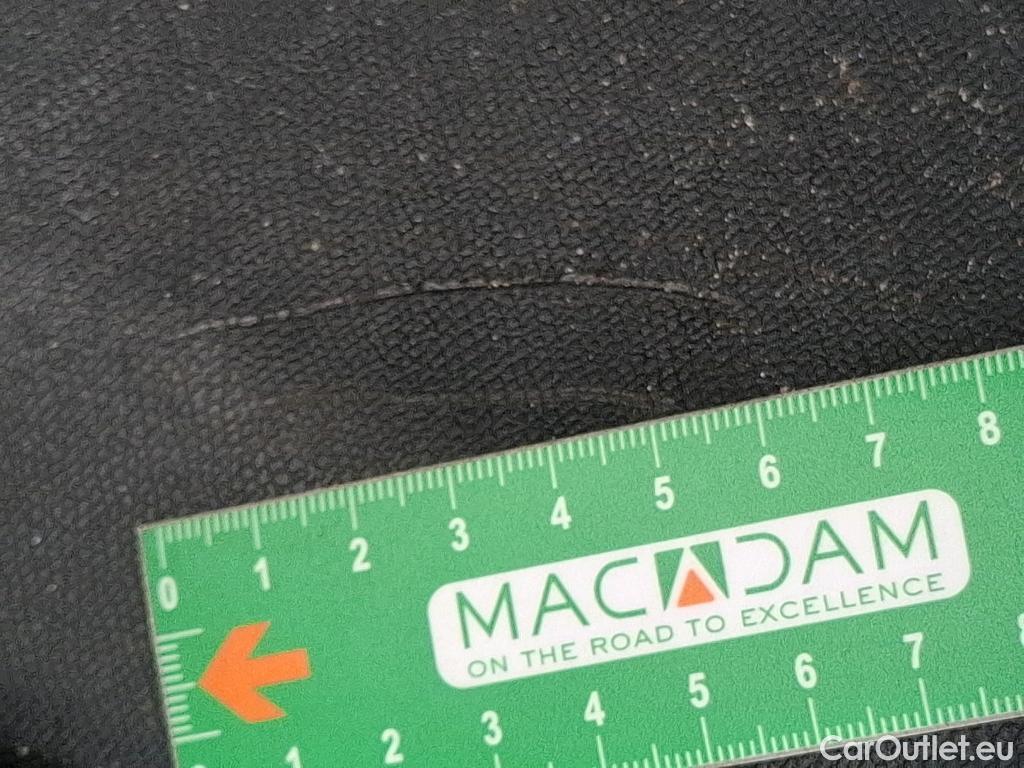 0 1 2 3 4 5 6 7 8
MACADAM
ON THE ROAD TO EXCELLENCE
1 2 3 4 5 6 7
CarOutlet.eu